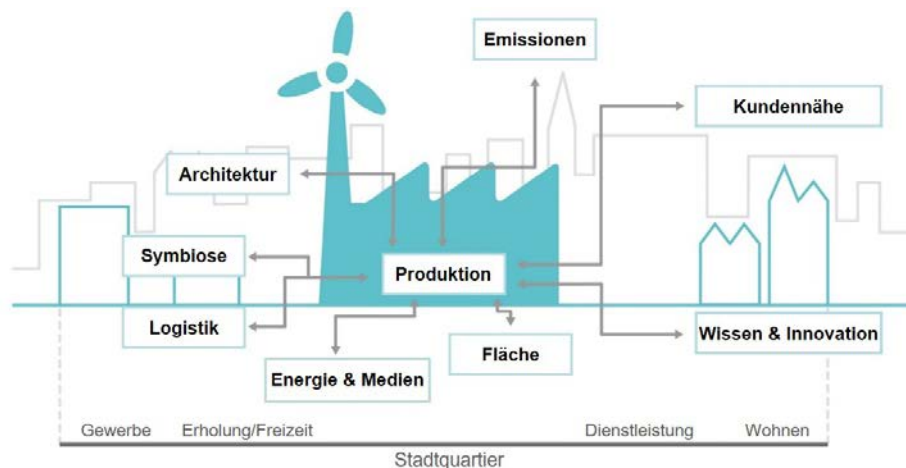 Emissionen
Kundennähe
Architektur
Symbiose
Produktion
Logistik
Wissen & Innovation
Fläche
Energie & Medien
Gewerbe Erholung/Freizeit Dienstleistung Wohnen
Stadtquartier